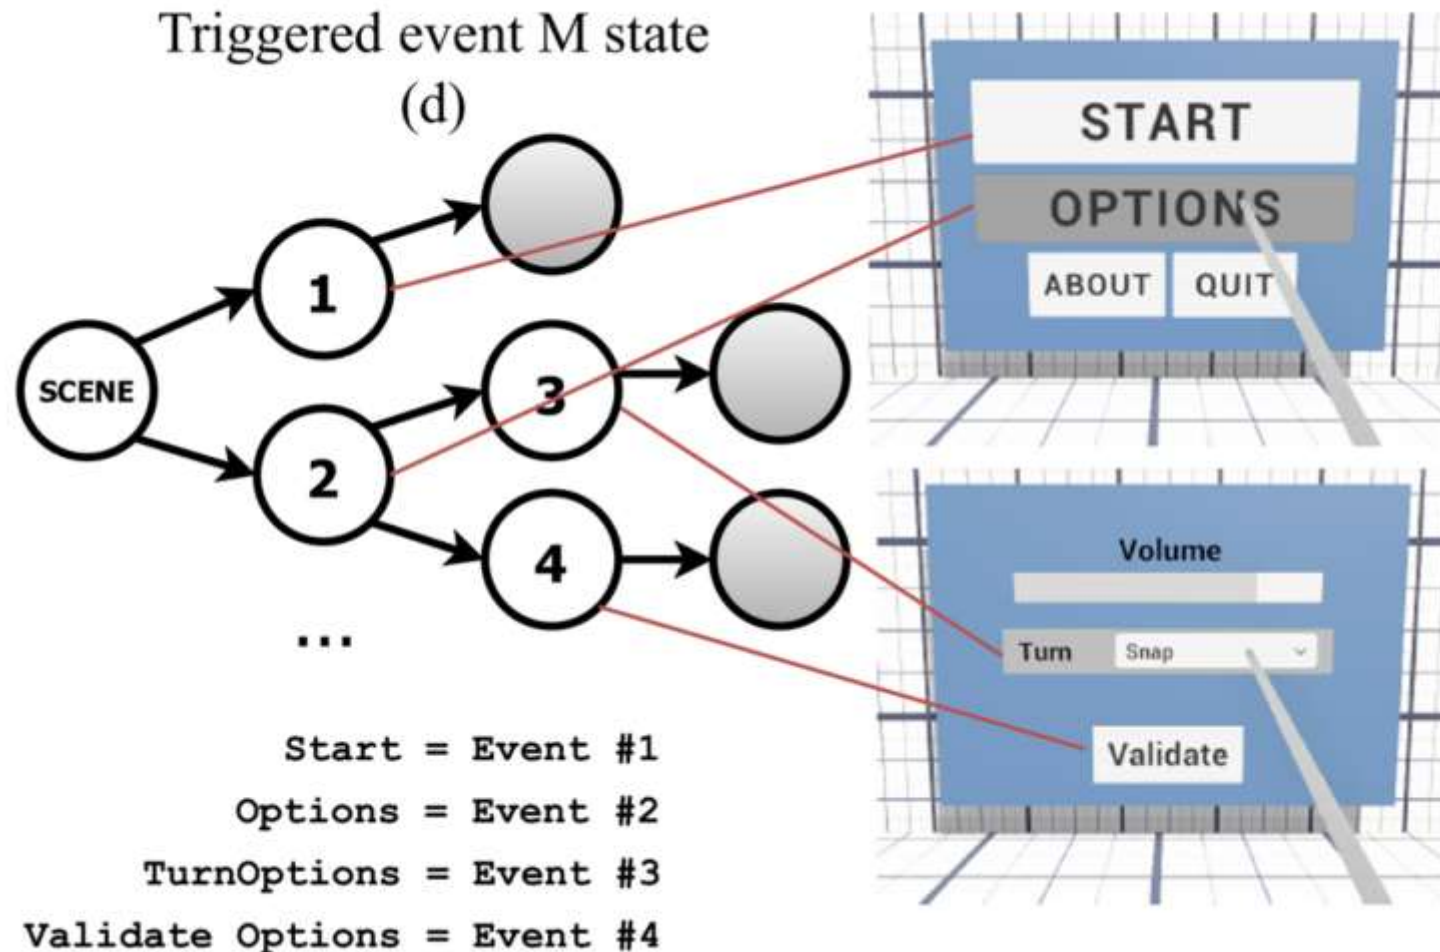 Triggered event M state
(d)
SCENE
1
2
3
4
...
Start = Event #1
Options = Event #2
TurnOptions = Event #3
Validate Options = Event #4
START
OPTIONS
ABOUT QUIT
Volume
Turn Snap
Validate